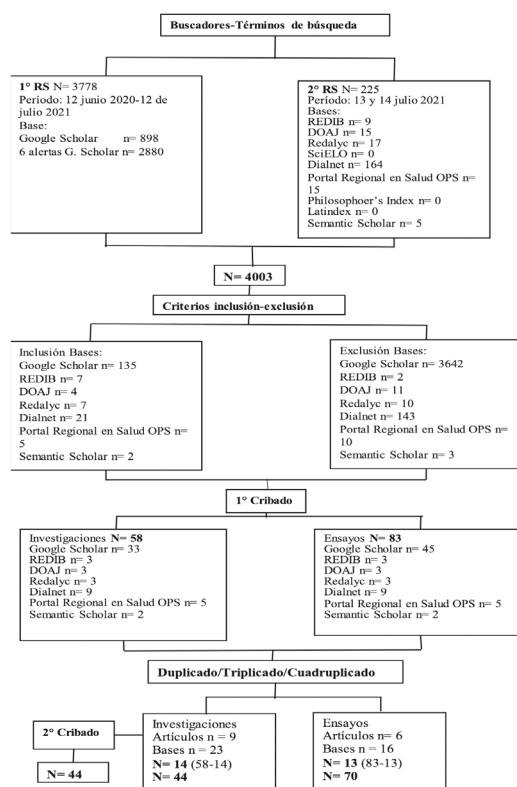 Buscadores-Términos de búsqueda
1° RS N= 3778
Período: 12 junio 2020-12 de
julio 2021
Base:
Google Scholar n= 898
6 alertas G. Scholar n= 2880
2° RS N= 225
Período: 13 y 14 julio 2021
Bases:
REDIB n= 9
DOAJ n= 15
Redalyc n= 17
SciELO n= 0
Dialnet n= 164
Portal Regional en Salud OPS n=
15
Philosophoer's Index n= 0
Latindex n= 0
Semantic Scholar n= 5
N= 4003
Criterios inclusión-exclusión
Inclusión Bases:
Google Scholar n= 135
REDIB n= 7
DOAJ n= 4
Redalyc n= 7
Dialnet n= 21
Portal Regional en Salud OPS n=
5
Semantic Scholar n= 2
Exclusión Bases:
Google Scholar n= 3642
REDIB n= 2
DOAJ n= 11
Redalyc n= 10
Dialnet n= 143
Portal Regional en Salud OPS n=
10
Semantic Scholar n= 3
1° Cribado
Investigaciones N= 58
Google Scholar n= 33
REDIB n= 3
DOAJ n= 3
Redalyc n= 3
Dialnet n= 9
Portal Regional en Salud OPS n= 5
Semantic Scholar n= 2
Ensayos N= 83
Google Scholar n= 45
REDIB n= 3
DOAJ n= 3
Redalyc n= 3
Dialnet n= 9
Portal Regional en Salud OPS n= 5
Semantic Scholar n= 2
Duplicado/Triplicado/Cuadruplicado
2° Cribado
N= 44
Investigaciones
Artículos n = 9
Bases n = 23
N= 14 (58-14)
N= 44
Ensayos
Artículos n= 6
Bases n = 16
N= 13 (83-13)
N= 70